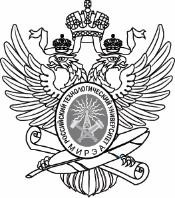 РОССИЙСКИЙ ТЕХНОЛОГИЧЕСКИЙ УНИВЕРСИТЕТ
МИРЭА